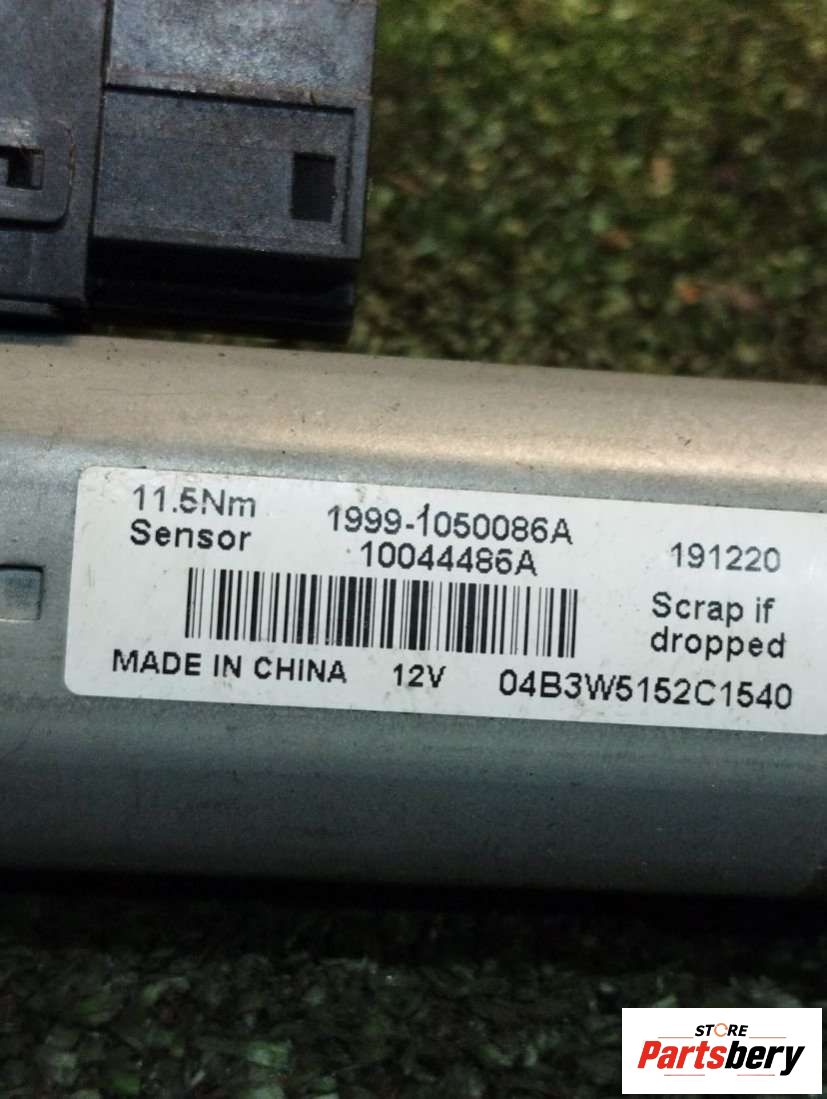 11.5Nm 1999-1050086A
Sensor 10044486A 191220
Scrap if
dropped
MADE IN CHINA 12V 04B3W5152C1540
STORE
Partsbery